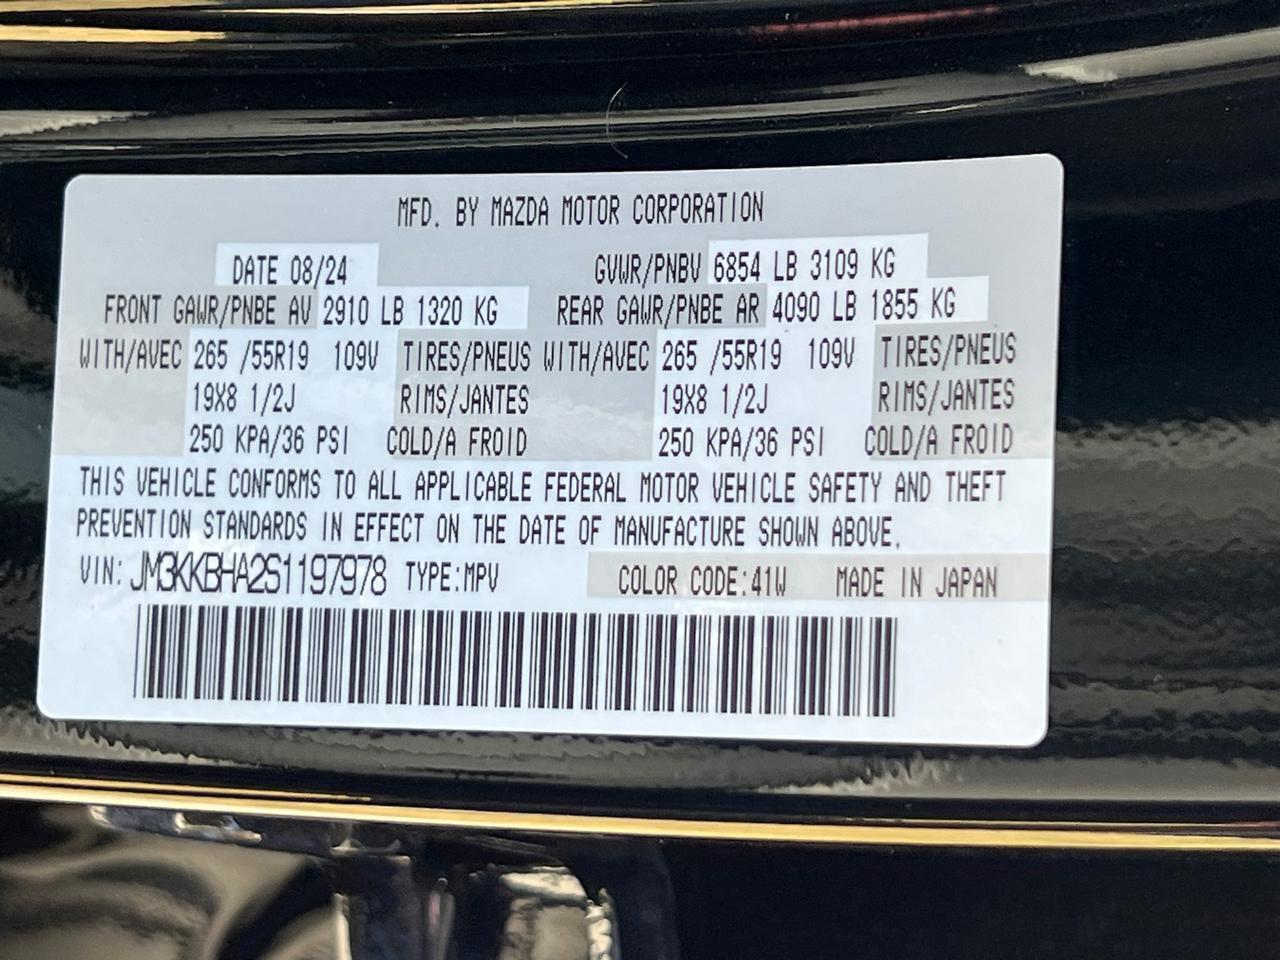 MFD. BY MAZDA MOTOR CORPORATION
DATE 08/24 GVWR/PNBV 6854 LB 3109 KG
FRONT GAWR/PNBE AV 2910 LB 1320 KG REAR GAWR/PNBE AR 4090 LB 1855 KG
WITH/AVEC 265 /55R19 109V TIRES/PNEUS WITH/AVEC 265 /55R19 109V TIRES/PNEUS
19X8 1/2J RIMS/JANTES 19X8 1/2J RIMS/JANTES
250 KPA/36 PSI COLD/A FROID 250 KPA/36 PSI COLD/A FROID
THIS VEHICLE CONFORMS TO ALL APPLICABLE FEDERAL MOTOR VEHICLE SAFETY AND THEFT
PREVENTION STANDARDS IN EFFECT ON THE DATE OF MANUFACTURE SHOWN ABOVE.
VIN: JM3KKBHA2S1197978 TYPE:MPV COLOR CODE:41W MADE IN JAPAN